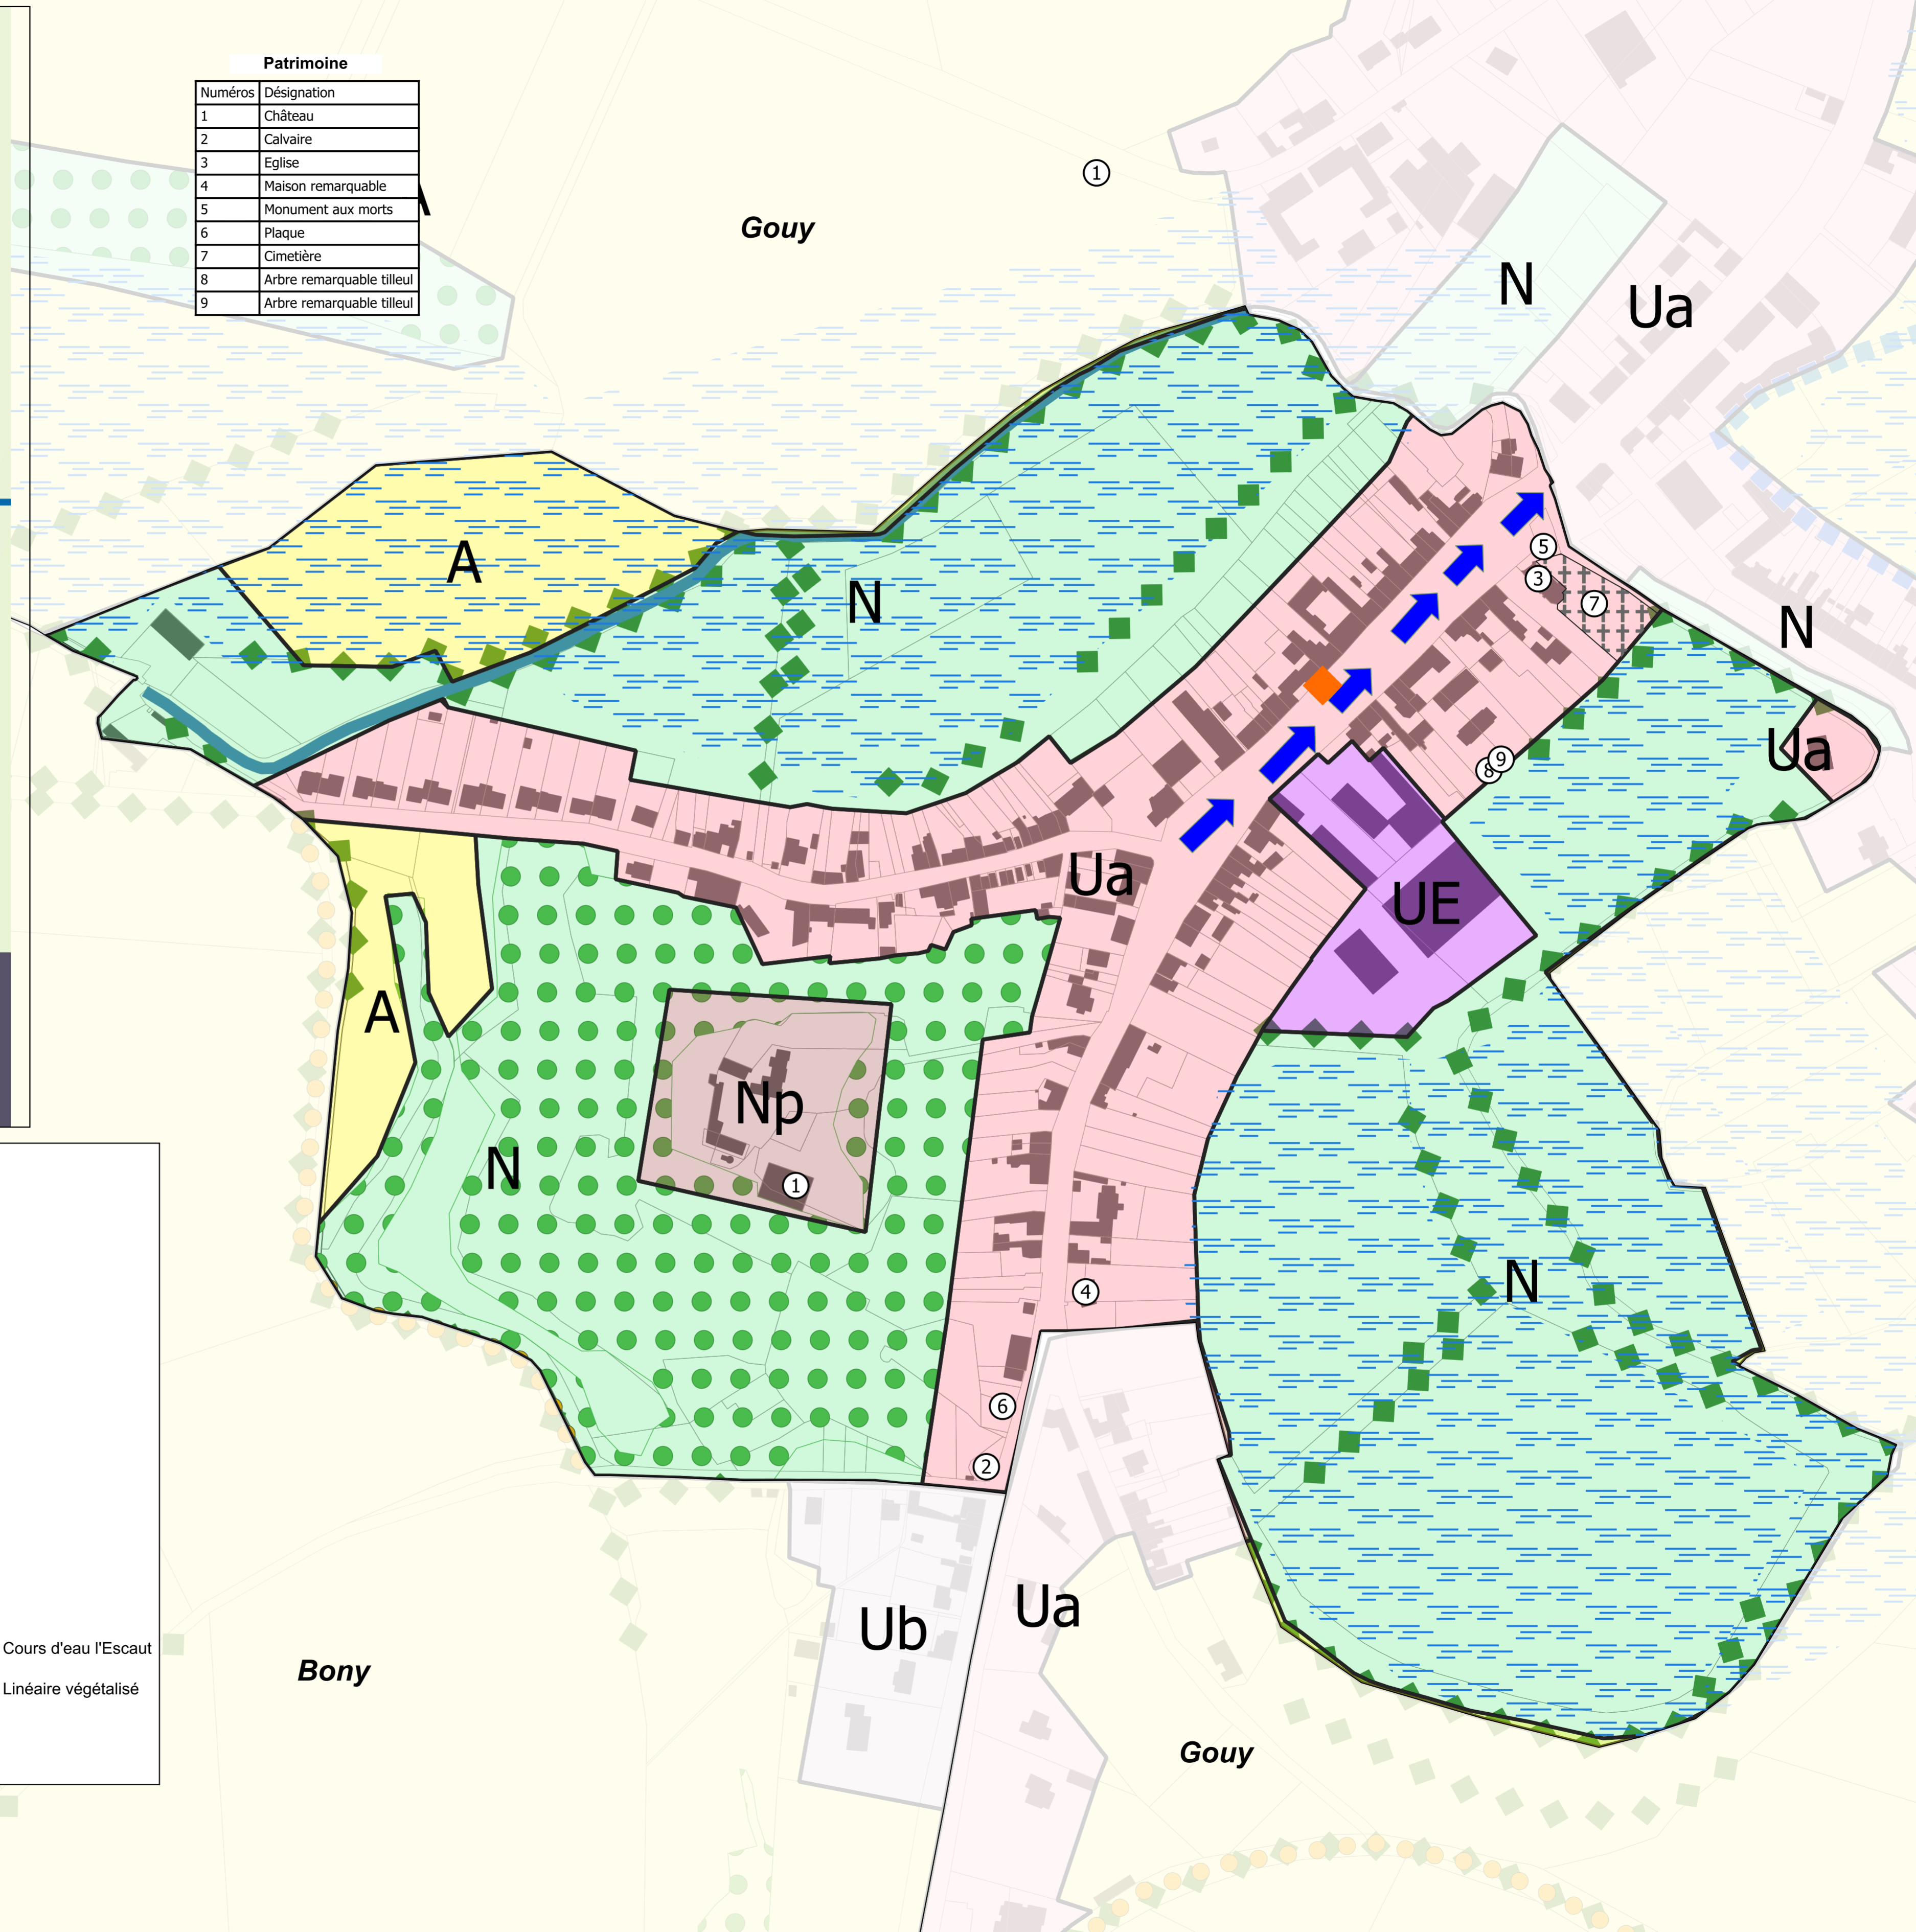 Patrimoine
Numéros Désignation
1 Château
2 Calvaire
3 Eglise
4 Maison remarquable
5 Monument aux morts
6 Plaque
7 Cimetière
8 Arbre remarquable tilleul
9 Arbre remarquable tilleul
A
1
Gouy
N
Ua
A
N
5
3
7
N
Ua
9
8
Ua
UE
A
Np
N
1
N
4
6
2
Ua
Ub
Cours d'eau l'Escaut
Bony
Linéaire végétalisé
Gouy